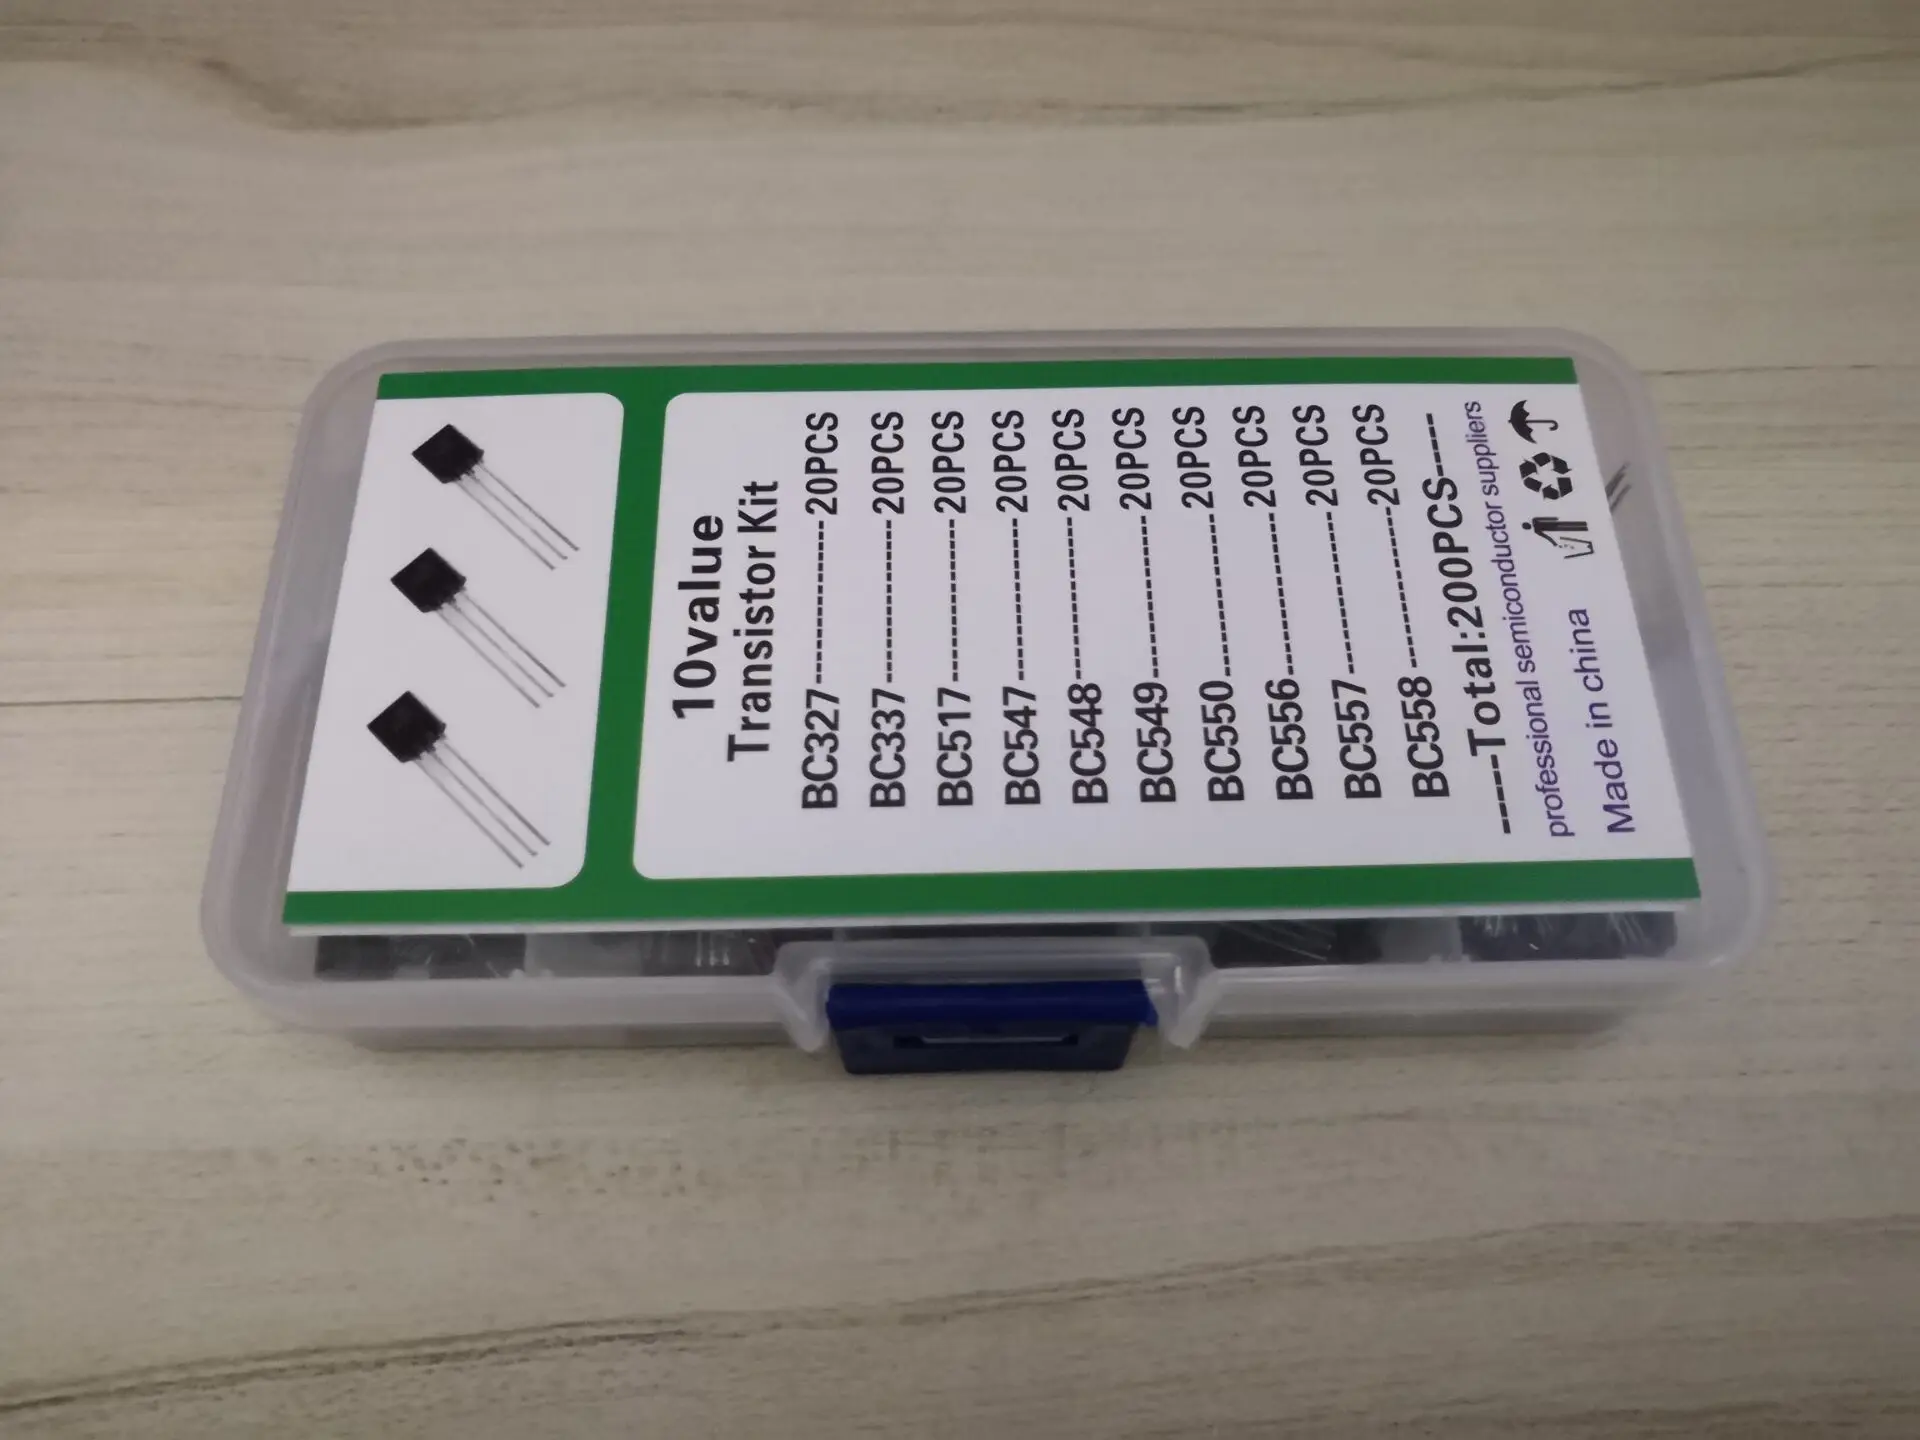 10value
Transistor Kit
BC327-------------20PCS
BC337-------------20PCS
BC517-------------20PCS
BC547-------------20PCS
BC548-------------20PCS
BC549-------------20PCS
BC550-------------20PCS
BC556-------------20PCS
BC557-------------20PCS
BC558-------------20PCS
-----Total:200PCS-----
professional semiconductor suppliers
Made in china